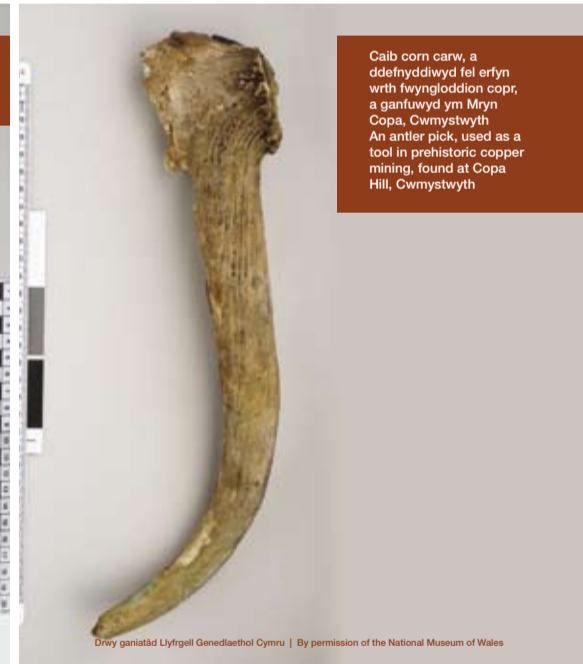 Caib corn carw, a
ddefnyddiwyd fel erfyn
wrth fwyngloddion copr,
a ganfuwyd ym Mryn
Copa, Cwmystwyth
An antler pick, used as a
tool in prehistoric copper
mining, found at Copa
Hill, Cwmystwyth
Drwy ganiatâd Llyfrgell Genedlaethol Cymru | By permission of the National Museum of Wales